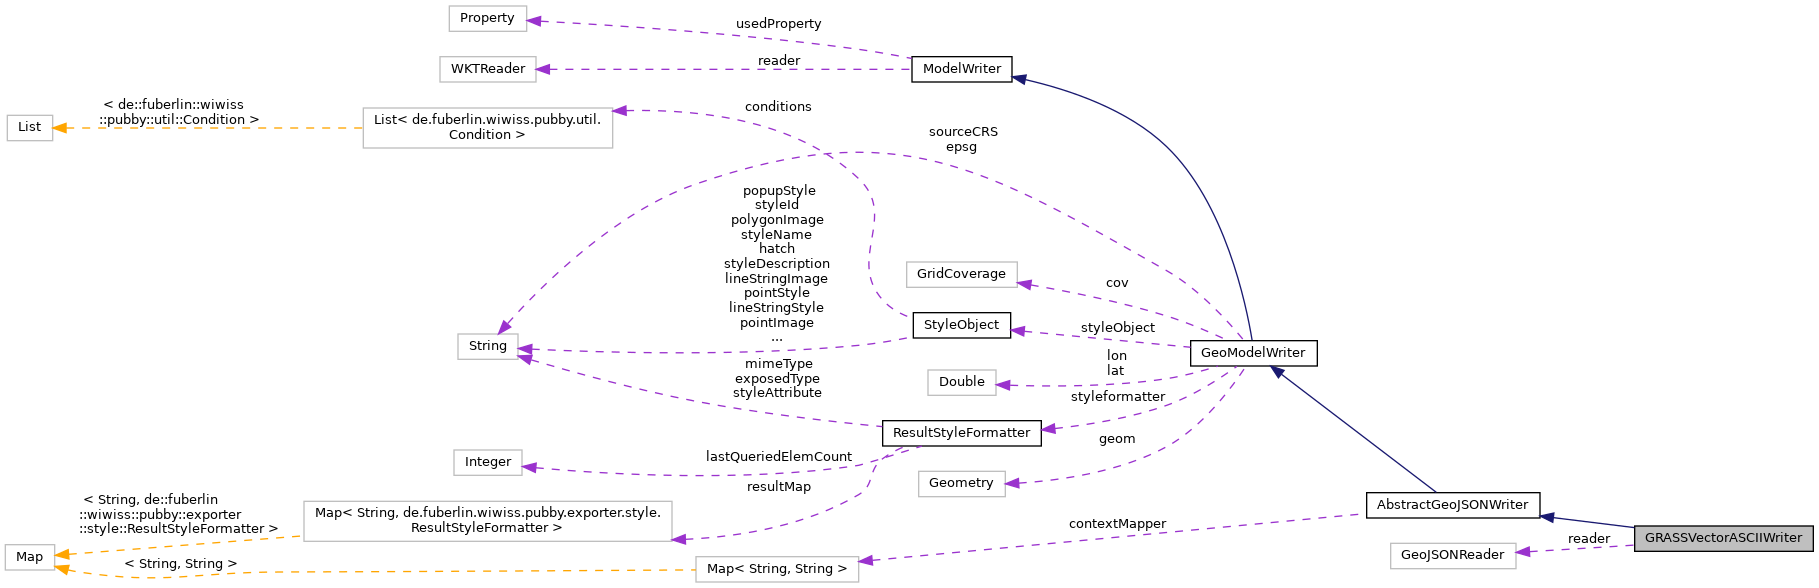 Property
usedProperty
WKTReader
reader
ModelWriter
< de::fuberlin::wiwiss
::pubby::util::Condition >
List
List< de.fuberlin.wiwiss.pubby.util.
Condition >
conditions
sourceCRS
epsg
popupStyle
styleId
polygonImage
styleName
hatch
styleDescription
lineStringImage
pointStyle
lineStringStyle
pointImage
...
GridCoverage
cov
StyleObject
styleObject
String
GeoModelWriter
mimeType
exposedType
styleAttribute
Double
lon
lat
styleformatter
ResultStyleFormatter
geom
Integer
lastQueriedElemCount
Geometry
resultMap
< String, de::fuberlin
::wiwiss::pubby::exporter
::style::ResultStyleFormatter >
Map< String, de.fuberlin.wiwiss.pubby.exporter.style.
ResultStyleFormatter >
AbstractGeoJSONWriter
contextMapper
GRASSVectorASCIIWriter
reader
GeoJSONReader
Map
< String, String >
Map< String, String >